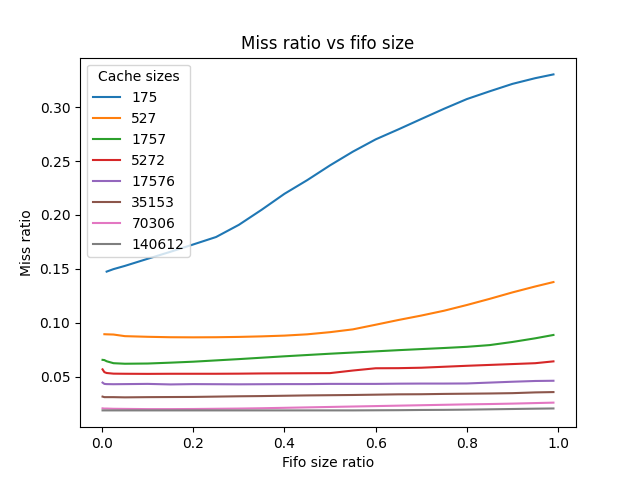 Miss ratio vs fifo size
Cache sizes
175
527
1757
5272
17576
35153
70306
140612
Miss ratio
0.30
0.25
0.20
0.15
0.10
0.05
0.0 0.2 0.4 0.6 0.8 1.0
Fifo size ratio